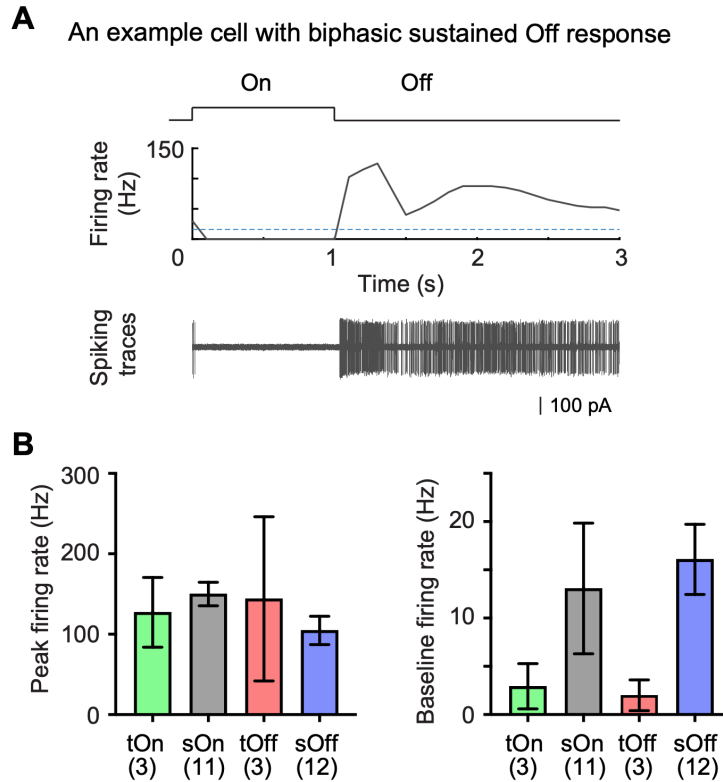 A
An example cell with biphasic sustained Off response
On Off
150
Firing rate
(Hz)
0 1 2 3
Time (s)
Spiking
traces
100 pA
B
Peak firing rate (Hz)
300
200
100
0
tOn sOn tOff sOff
(3) (11) (3) (12)
Baseline firing rate (Hz)
20
10
0
tOn sOn tOff sOff
(3) (11) (3) (12)